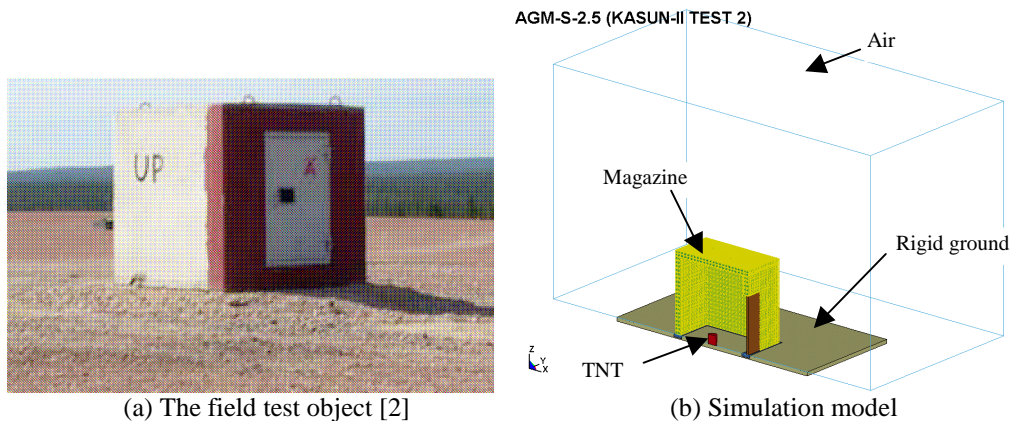 AGM-S-2.5 (KASUN-II TEST 2)
Air
UP
A
Magazine
Rigid ground
TNT
Z
Y
X
(a) The field test object [2]
(b) Simulation model